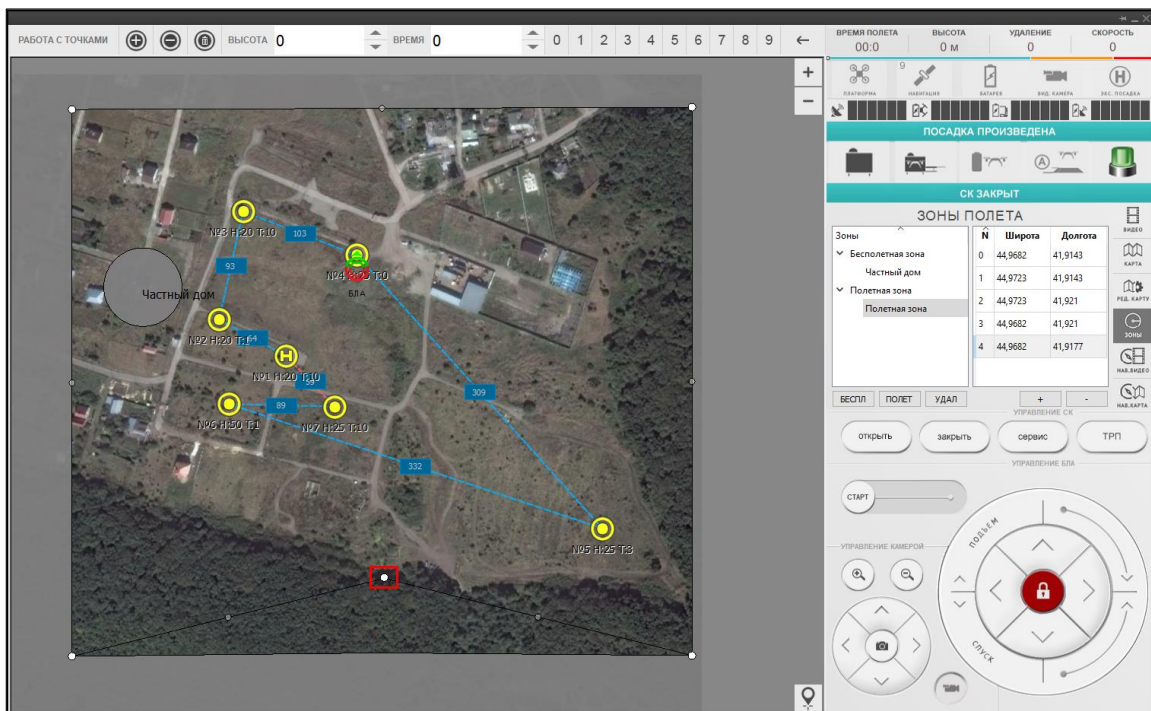 РАБОТА С ТОЧКАМИ ВЫСОТА 0 ВРЕМЯ 0 0 1 2 3 4 5 6 7 8 9
ВРЕМЯ ПОЛЕТА ВЫСОТА УДАЛЕНИЕ СКОРОСТЬ
00:0 0 м 0 0
9
H
ПЛАТФОРМА НАВИГАЦИЯ БАТАРЕЯ ВИД. КАМЕРА ЭКС. ПОСАДКА
ПОСАДКА ПРОИЗВЕДЕНА
A
СК ЗАКРЫТ
ЗОНЫ ПОЛЕТА
Зоны
Бесполетная зона
Частный дом
Полетная зона
Полетная зона
N Широта Долгота
0 44,9682 41,9143
1 44,9723 41,9143
2 44,9723 41,921
3 44,9682 41,921
4 44,9682 41,9177
ВИДЕО
КАРТА
РЕД. КАРТУ
ЗОНЫ
НАВ.ВИДЕО
НАВ.КАРТА
БЕСПЛ ПОЛЕТ УДАЛ + -
УПРАВЛЕНИЕ СК
открыть закрыть сервис ТРП
УПРАВЛЕНИЕ БЛА
СТАРТ
ПОДЪЕМ
СПУСК
УПРАВЛЕНИЕ КАМЕРОЙ
+
−
№3 H:20 T:10
103
№4 H:25 T:0
БЛА
93
Частный дом
№2 H:20 T:1
64
H
№1 H:20 T:10
59
89
№6 H:50 T:1
№7 H:25 T:10
309
332
№5 H:25 T:3